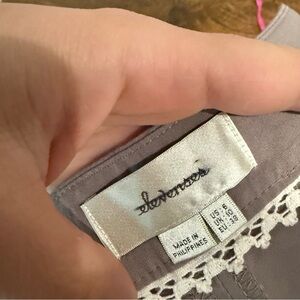 elevenses
MADE IN
PHILIPPINES
US: 6
UK: 10
EU: 38